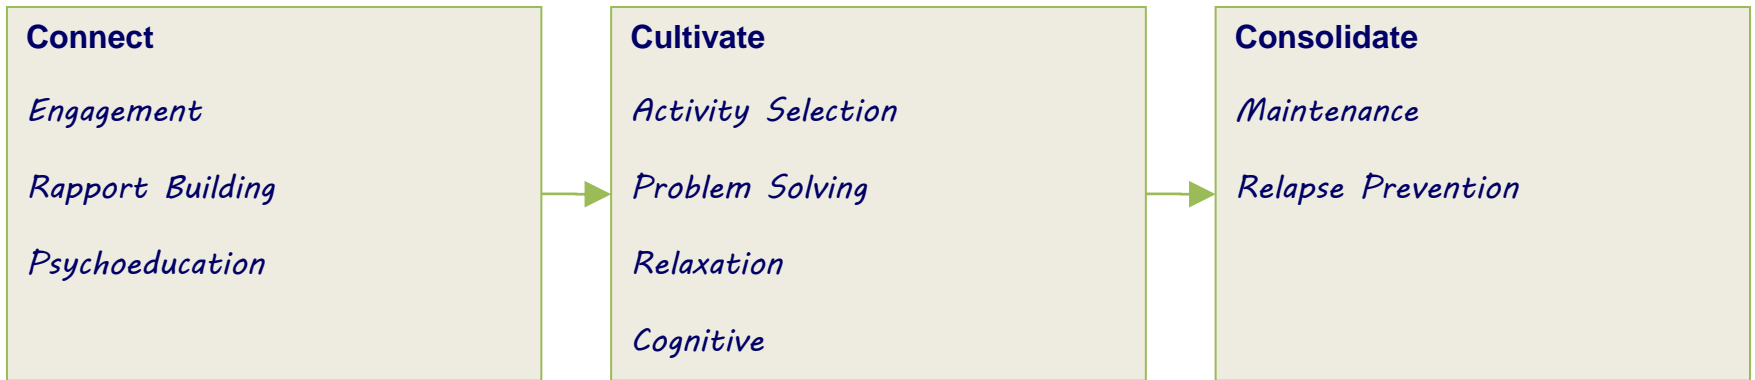 Connect
Engagement
Rapport Building
Psychoeducation
Cultivate
Activity Selection
Problem Solving
Relaxation
Cognitive
Consolidate
Maintenance
Relapse Prevention